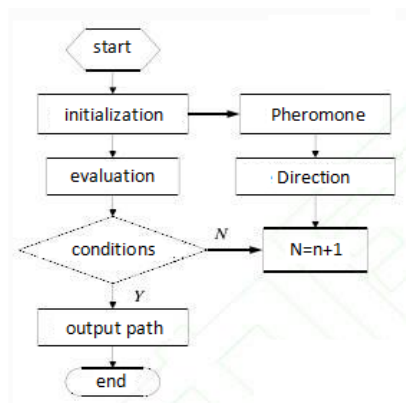 start
initialization
Pheromone
evaluation
Direction
conditions
N
N=n+1
Y
output path
end